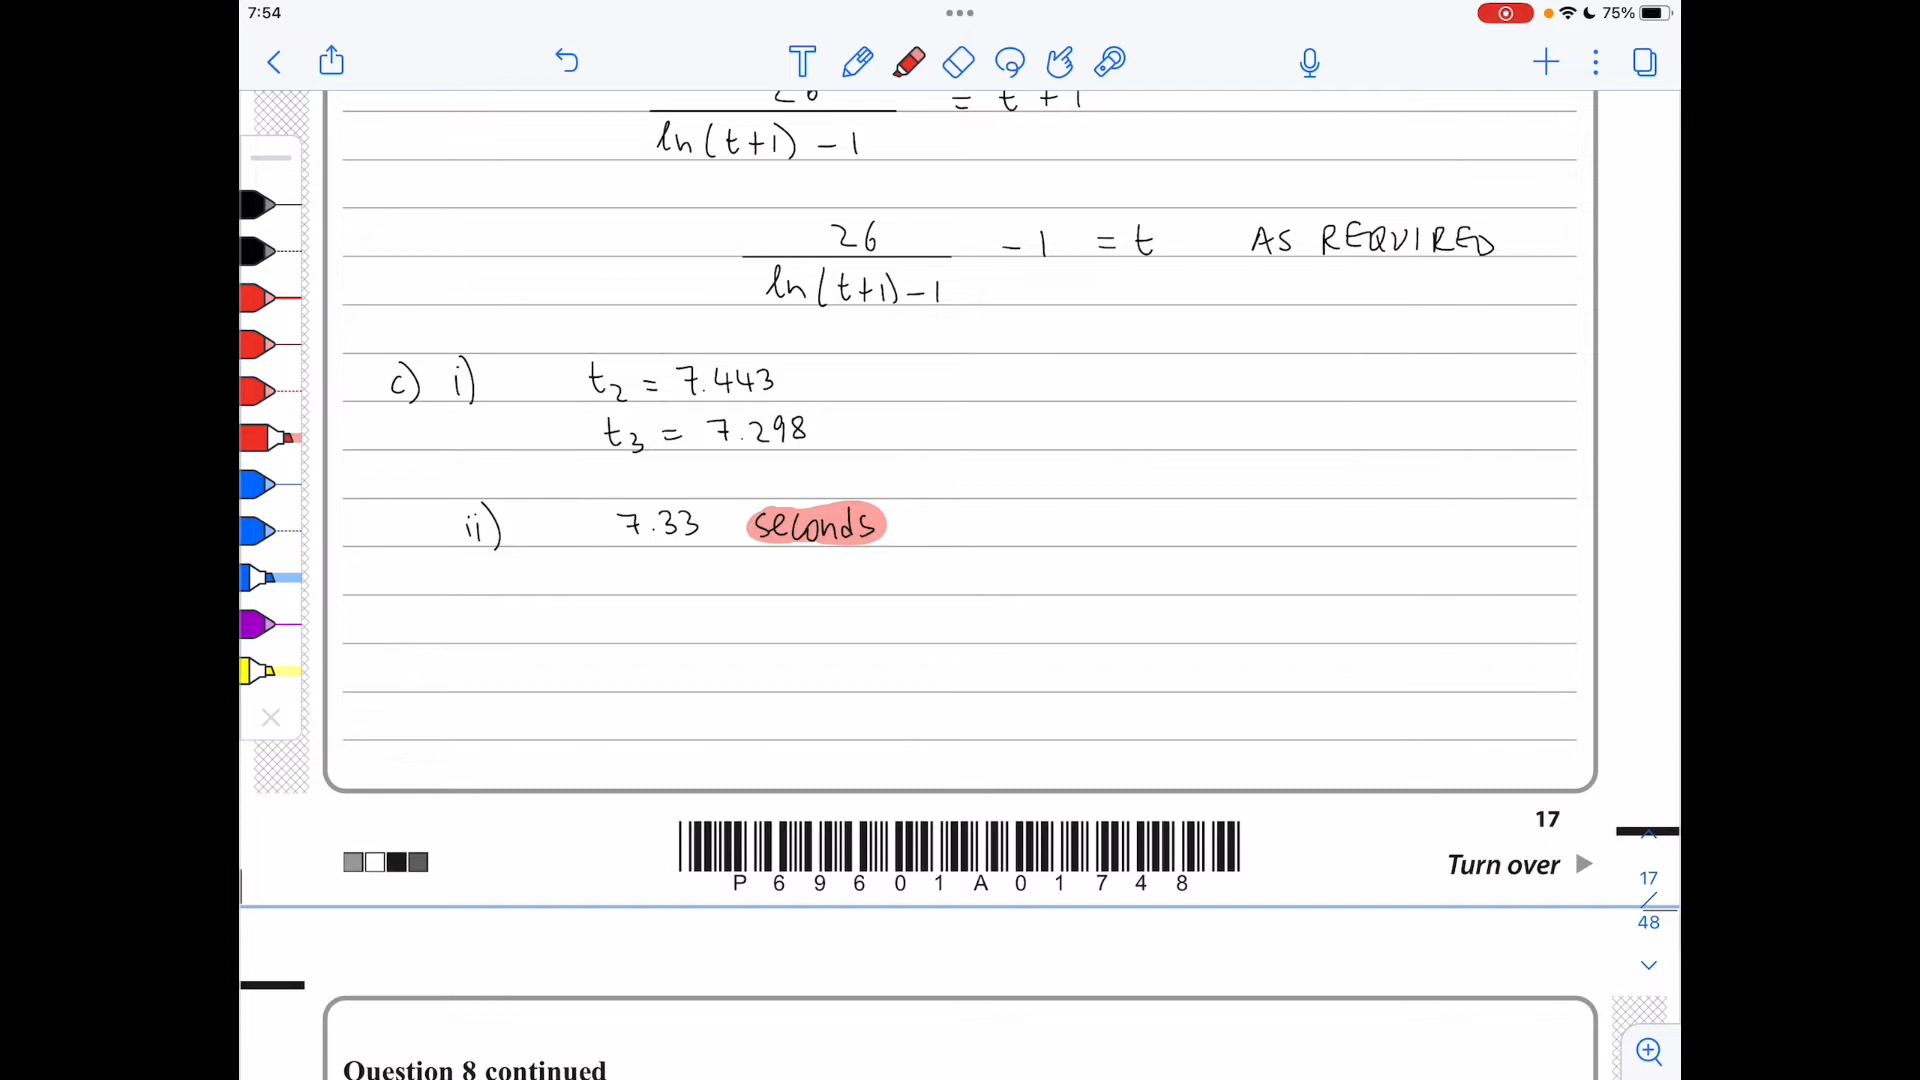 7:54
75%
26
= t + 1
ln(t+1) - 1
26
- 1 = t AS REQUIRED
ln(t+1) - 1
c) i) t2 = 7.443
t3 = 7.298
ii) 7.33 seconds
17
P 6 9 6 0 1 A 0 1 7 4 8
Turn over
17
48
Question 8 continued